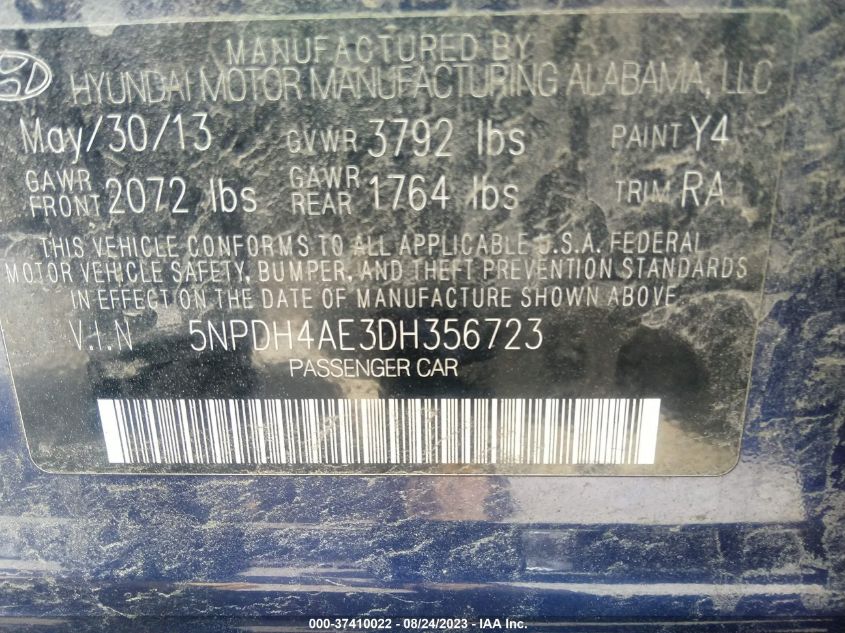 MANUFACTURED BY
HYUNDAI MOTOR MANUFACTURING ALABAMA, LLC
May/30/13 GVWR 3792 lbs PAINT Y4
GAWR FRONT 2072 lbs GAWR REAR 1764 lbs TRIM RA
THIS VEHICLE CONFORMS TO ALL APPLICABLE U.S.A. FEDERAL
MOTOR VEHICLE SAFETY, BUMPER, AND THEFT PREVENTION STANDARDS
IN EFFECT ON THE DATE OF MANUFACTURE SHOWN ABOVE.
V.I.N 5NPDH4AE3DH356723
PASSENGER CAR
000-37410022 - 08/24/2023 - IAA Inc.